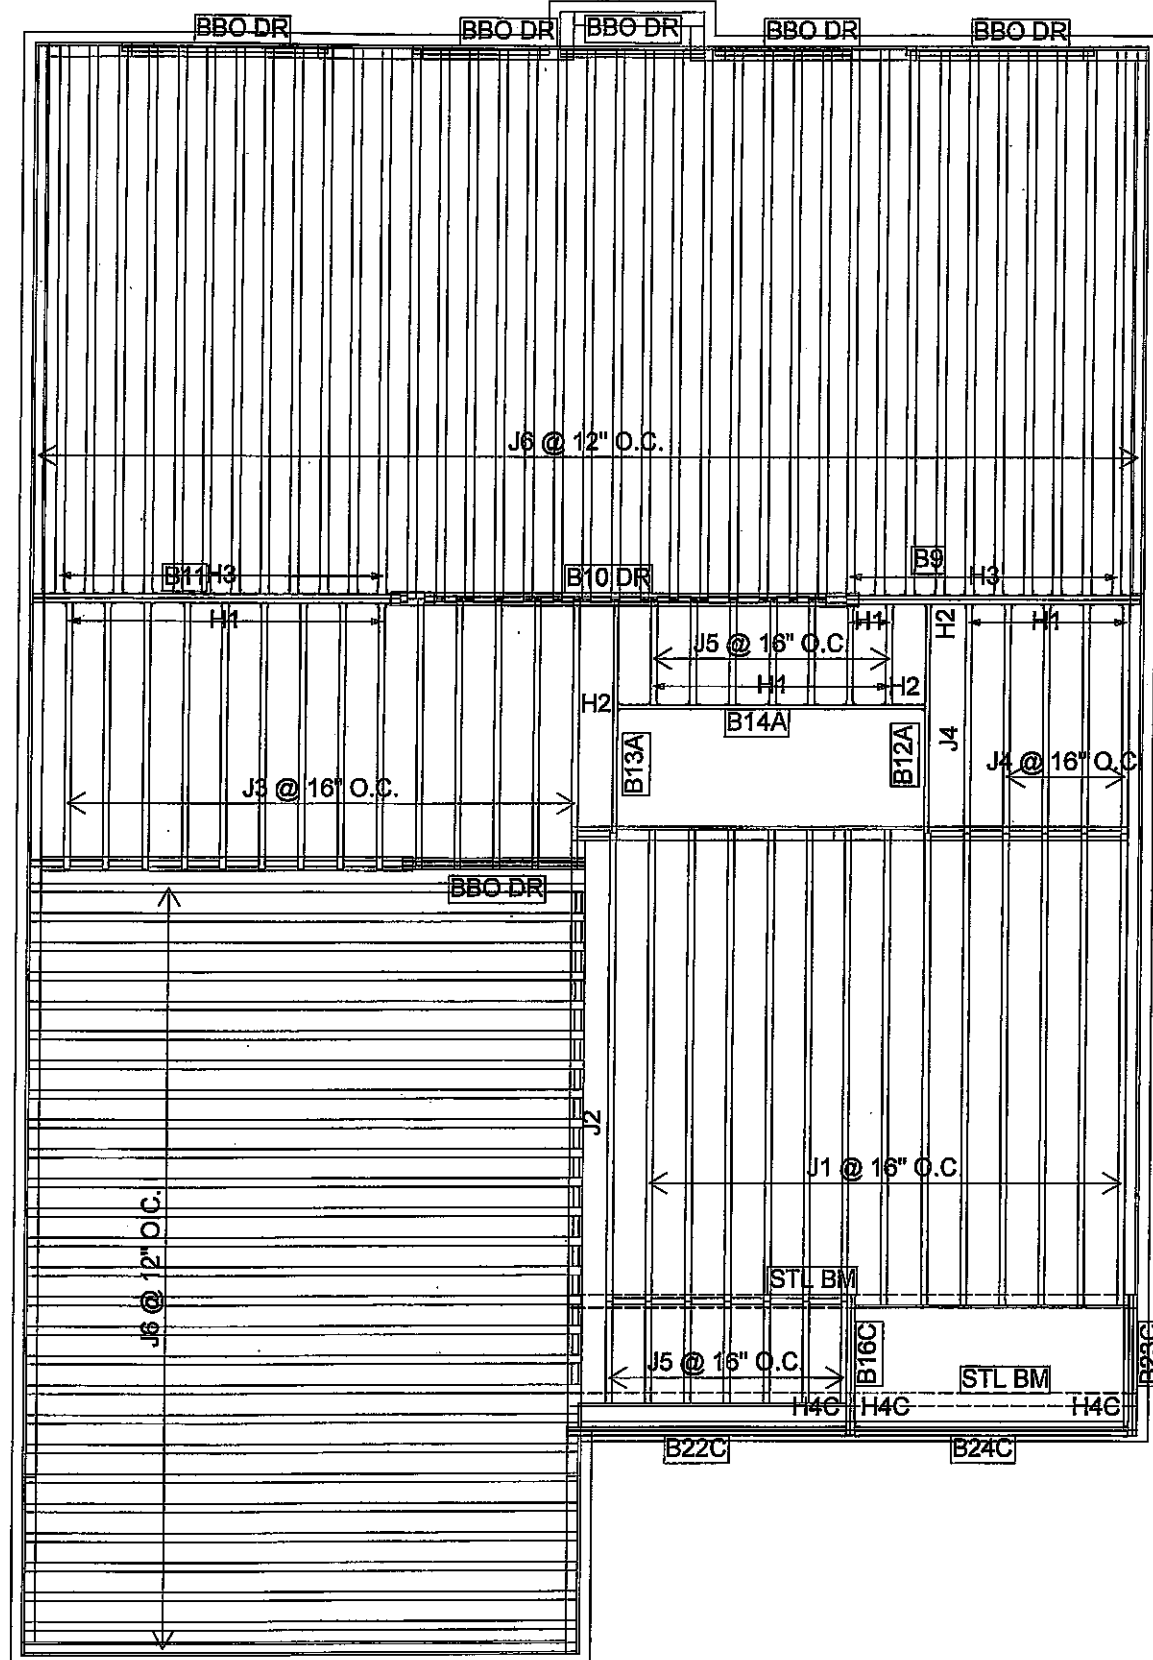 BBO DR
BBO DR
BBO DR
BBO DR
BBO DR
J6 @ 12" O.C.
B11
H3
B10 DR
B9
H3
H1
J5 @ 16" O.C.
H1
H2
H1
H1
H2
H2
B14A
B13A
B12A
J4
J4 @ 16" O.C.
J3 @ 16" O.C.
BBO DR
J2
J1 @ 16" O.C.
J6 @ 12" O.C.
STL BM
J5 @ 16" O.C.
B16C
STL BM
B23C
H4C
H4C
H4C
B22C
B24C